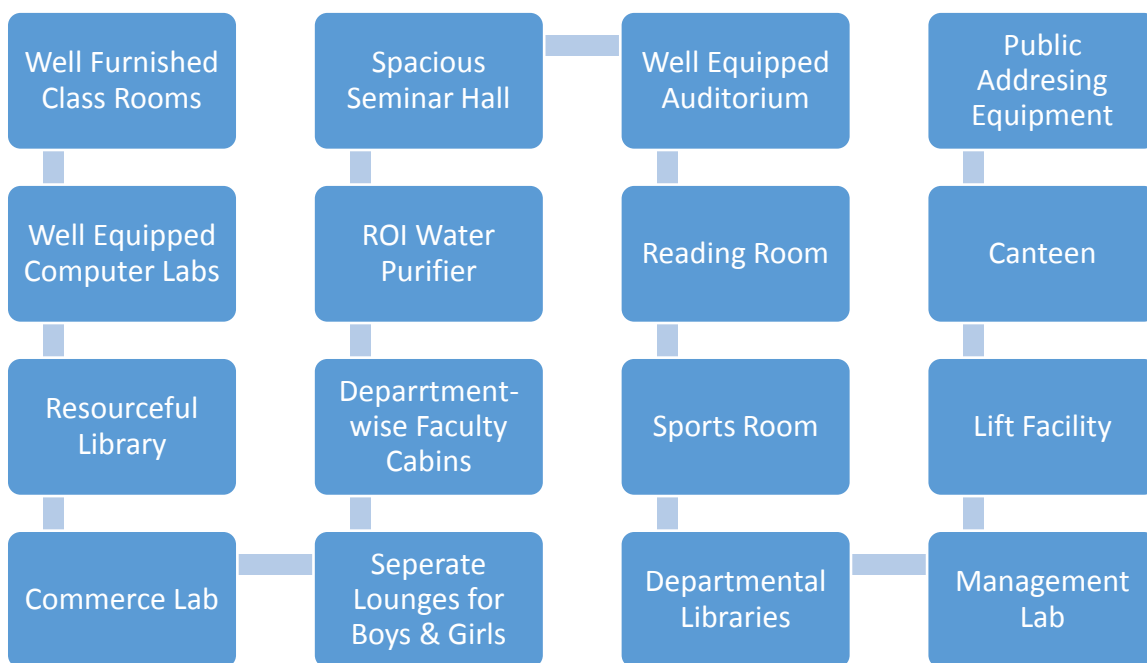 Well Furnished
Class Rooms
Well Equipped
Computer Labs
Resourceful
Library
Commerce Lab
Seperate
Lounges for
Boys & Girls
Deparrtment-
wise Faculty
Cabins
ROI Water
Purifier
Spacious
Seminar Hall
Well Equipped
Auditorium
Reading Room
Sports Room
Departmental
Libraries
Management
Lab
Lift Facility
Canteen
Public
Addresing
Equipment